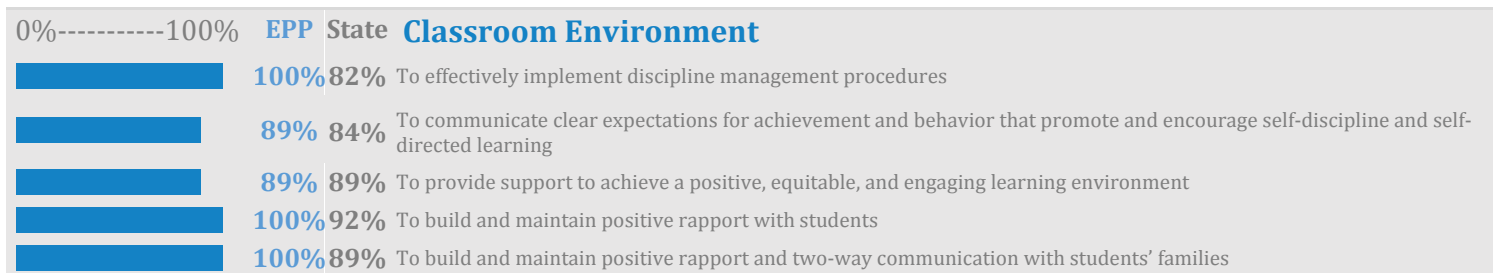 0%-----------100% EPP State Classroom Environment
100% 82% To effectively implement discipline management procedures
89% 84% To communicate clear expectations for achievement and behavior that promote and encourage self-discipline and self-
directed learning
89% 89% To provide support to achieve a positive, equitable, and engaging learning environment
100% 92% To build and maintain positive rapport with students
100% 89% To build and maintain positive rapport and two-way communication with students’ families